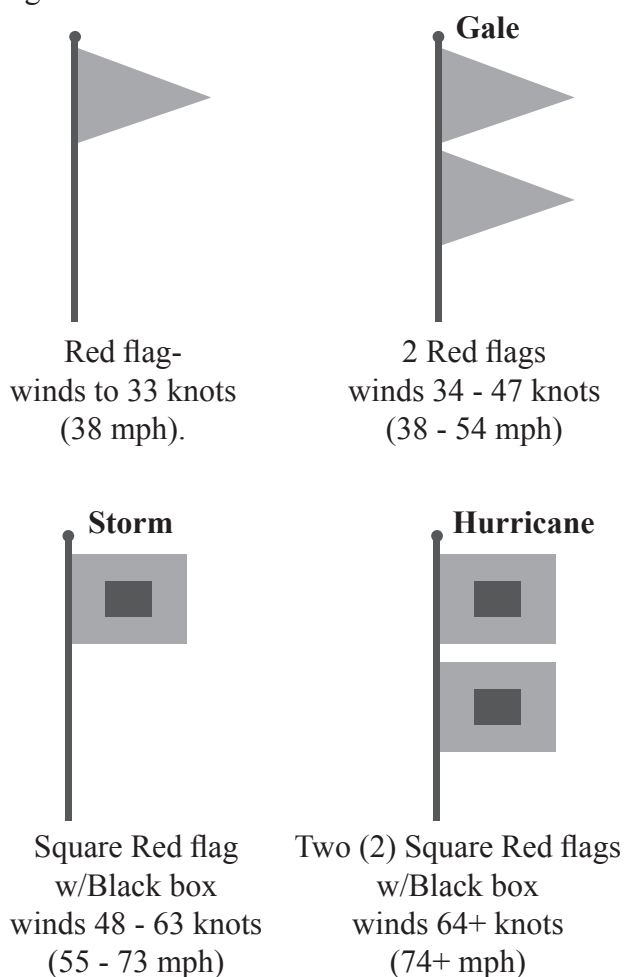 Gale
Red flag-
winds to 33 knots
(38 mph).
2 Red flags
winds 34 - 47 knots
(38 - 54 mph)
Storm
Square Red flag
w/Black box
winds 48 - 63 knots
(55 - 73 mph)
Hurricane
Two (2) Square Red flags
w/Black box
winds 64+ knots
(74+ mph)